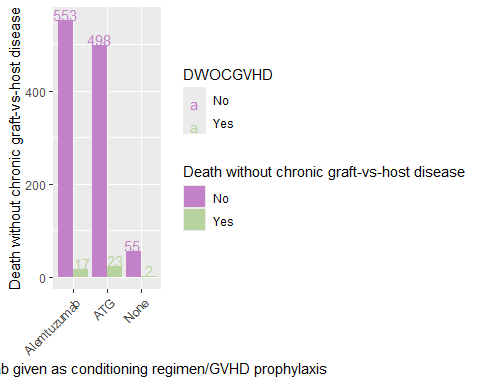 Death without chronic graft-vs-host disease
400
200
0
553
17
498
23
55
2
Alemtuzumab
ATG
None
DWOCGVHD
a No
a Yes
Death without chronic graft-vs-host disease
No
Yes
ab given as conditioning regimen/GVHD prophylaxis